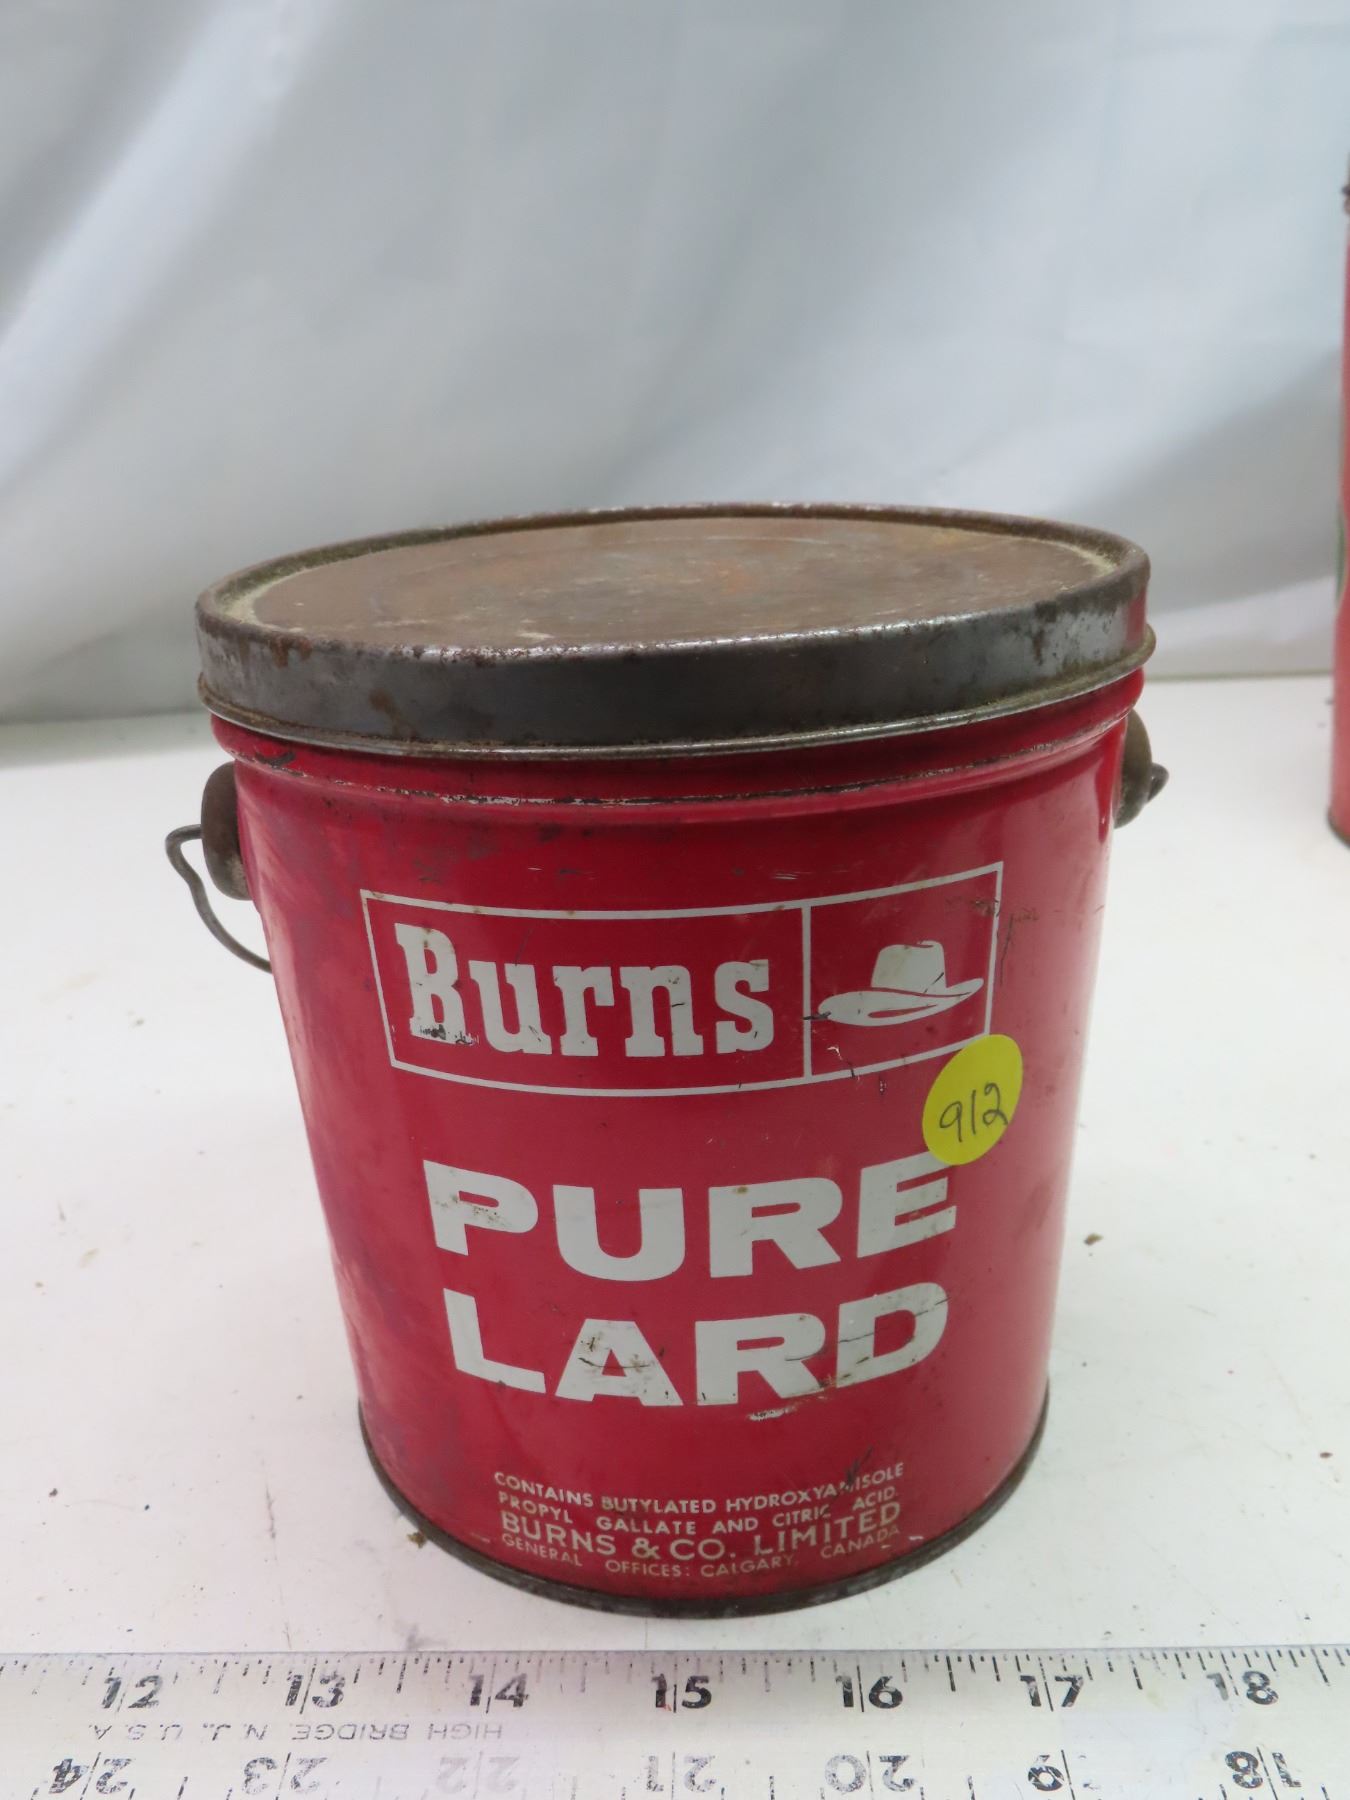 Burns
912
PURE
LARD
CONTAINS BUTYLATED HYDROXYANISOLE
PROPYL GALLATE AND CITRIC ACID.
BURNS & CO. LIMITED
GENERAL OFFICES: CALGARY, CANADA
12 13 14 15 16 17 18
HIGH BRIDGE, N.J., U.S.A.
24 23 22 21 20 19 18